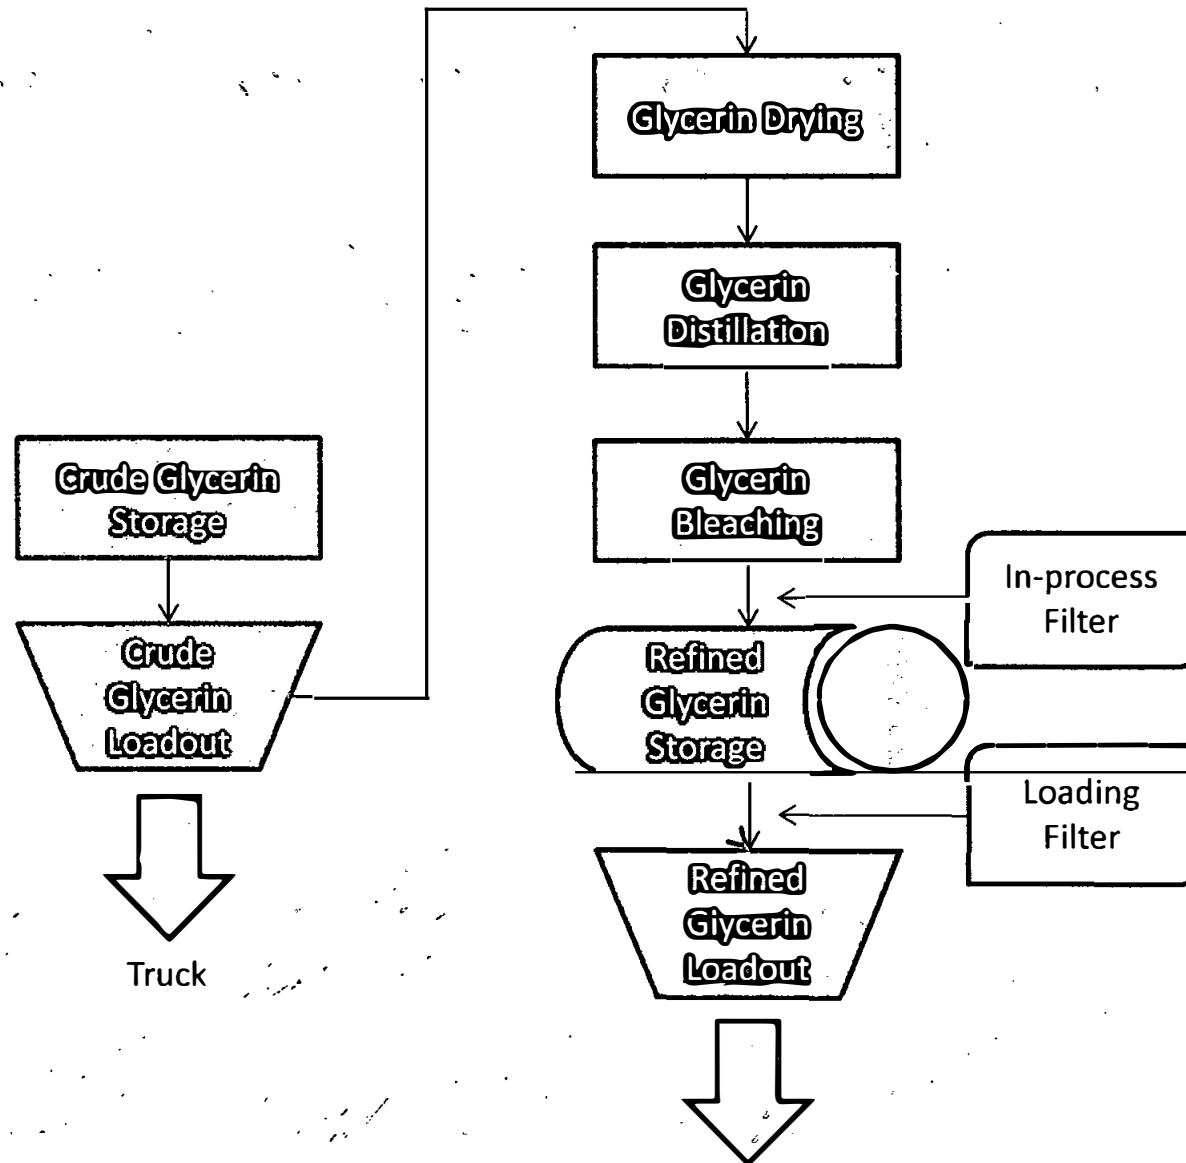 Glycerin Drying
Glycerin
Distillation
Glycerin
Bleaching
Crude Glycerin
Storage
In-process
Filter
Crude
Glycerin
Loadout
Refined
Glycerin
Storage
Loading
Filter
Refined
Glycerin
Loadout
Truck